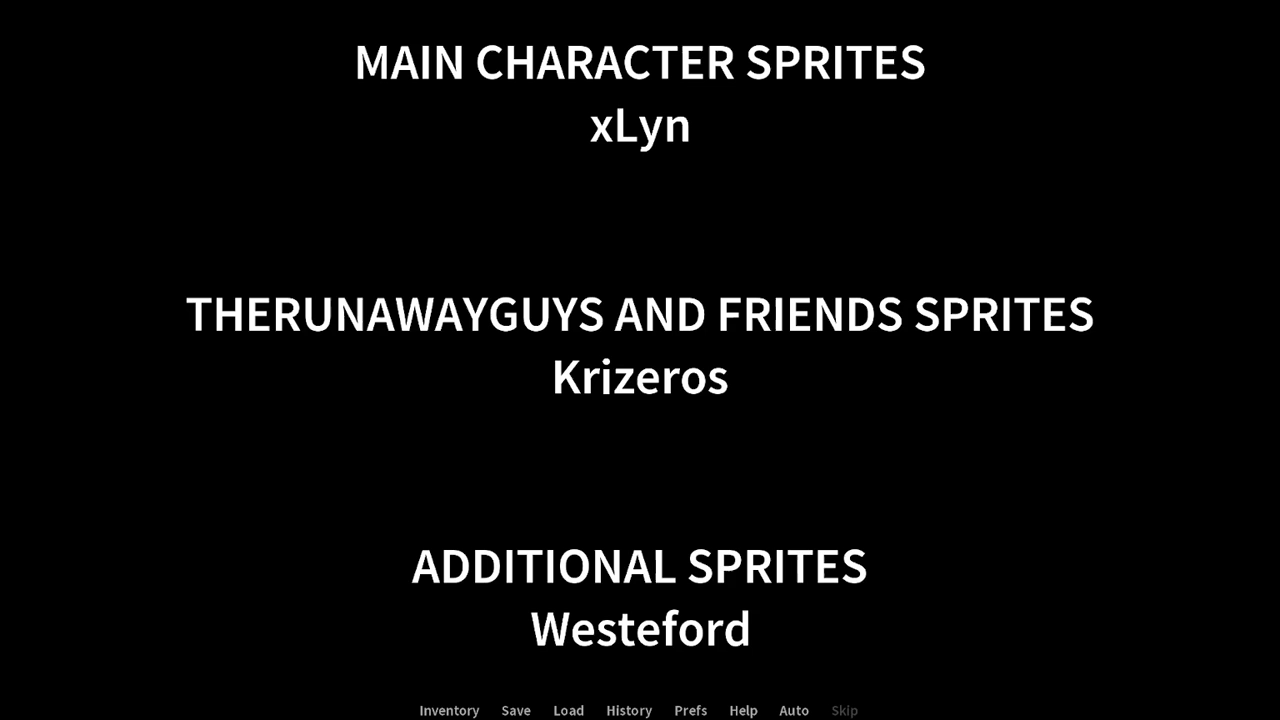 MAIN CHARACTER SPRITES
xLyn
THERUNAWAYGUYS AND FRIENDS SPRITES
Krizeros
ADDITIONAL SPRITES
Westeford
Inventory Save Load History Prefs Help Auto Skip